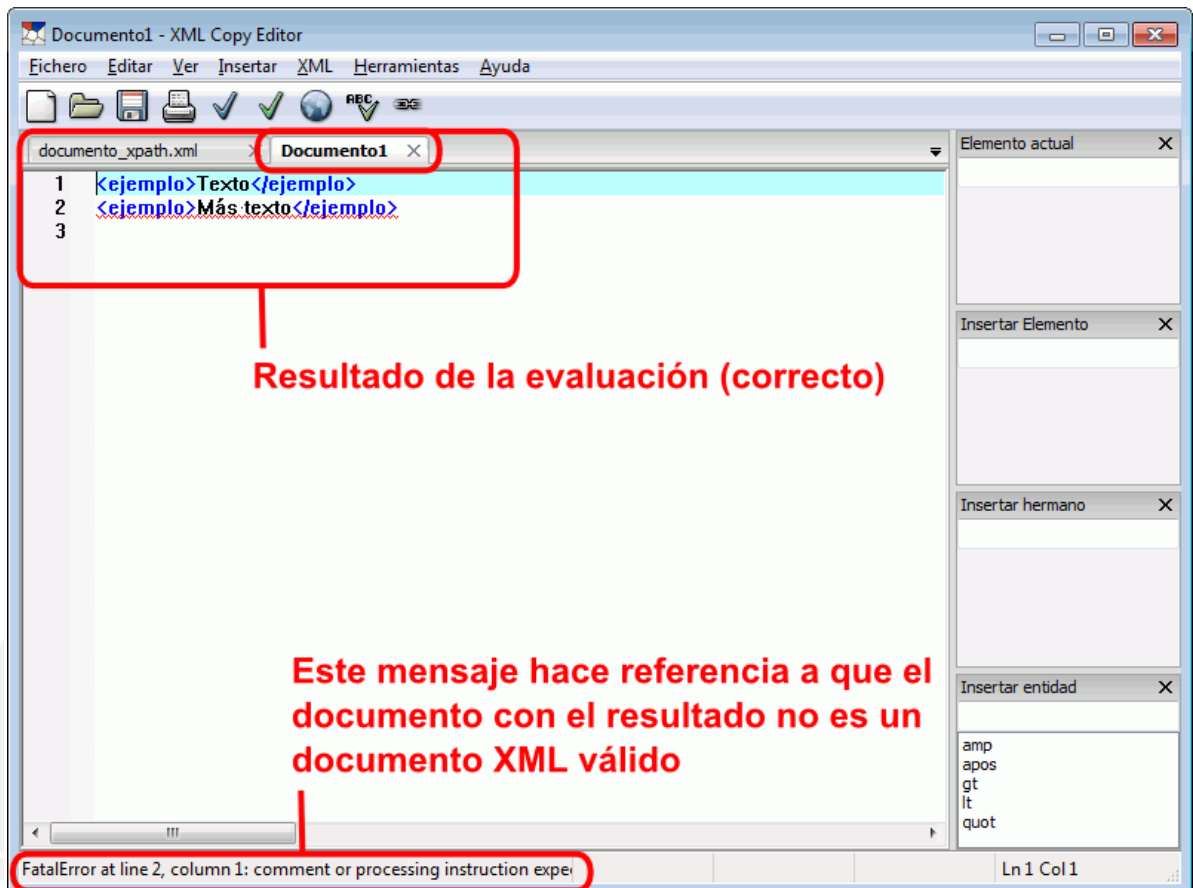 Documento1 - XML Copy Editor
Fichero Editar Ver Insertar XML Herramientas Ayuda
ABC
documento_xpath.xml Documento1
1 <ejemplo>Texto</ejemplo>
2 <ejemplo>Más texto</ejemplo>
3
Resultado de la evaluación (correcto)
Este mensaje hace referencia a que el
documento con el resultado no es un
documento XML válido
Elemento actual
Insertar Elemento
Insertar hermano
Insertar entidad
amp
apos
gt
lt
quot
FatalError at line 2, column 1: comment or processing instruction expe
Ln 1 Col 1